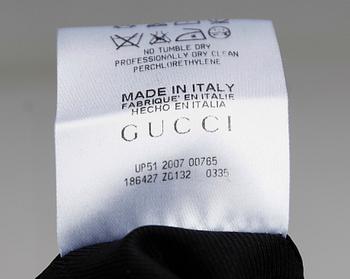 NO TUMBLE DRY
PROFESSIONALLY DRY CLEAN
PERCHLORETHYLENE
MADE IN ITALY
FABRIQUE' EN ITALIE
HECHO EN ITALIA
GUCCI
UP51 2007 00765
186427 Z0132 0335